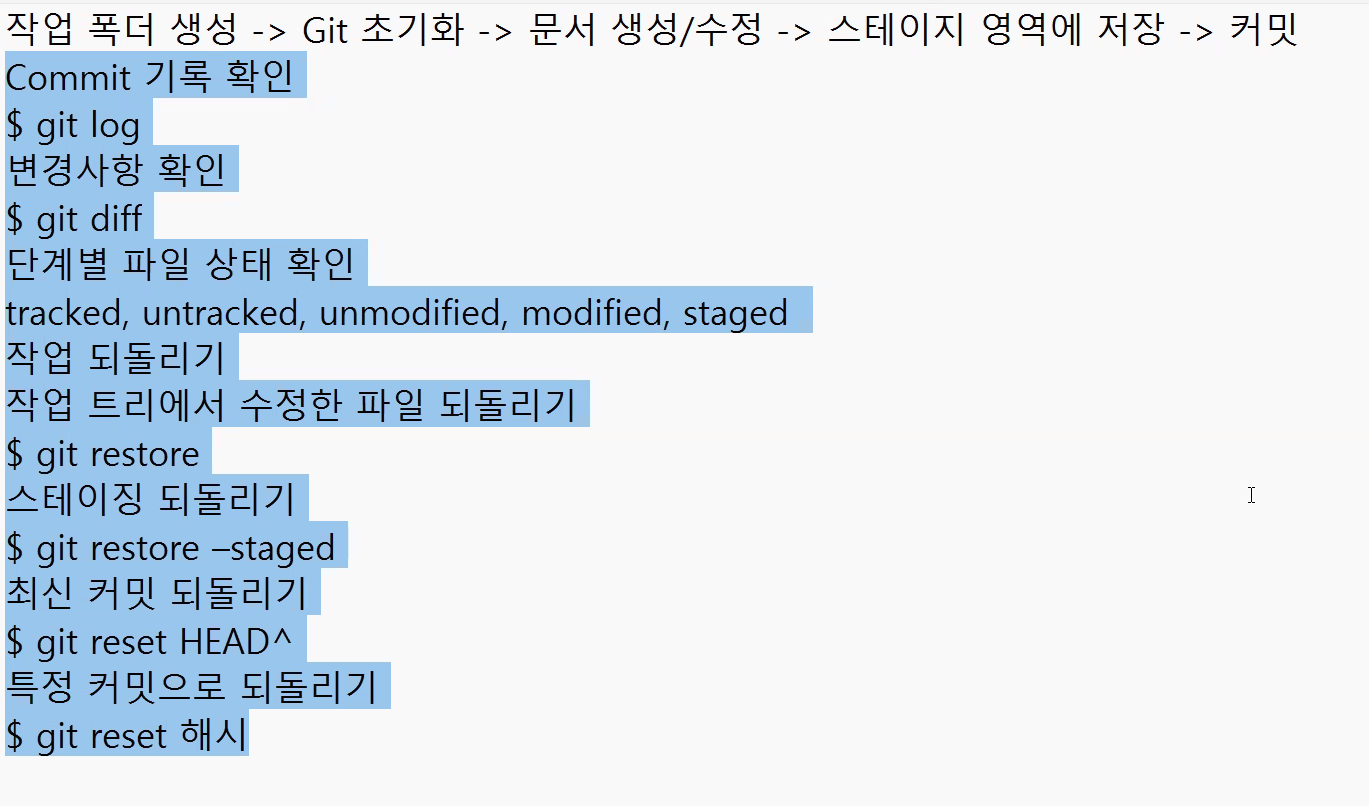 작업 폴더 생성 -> Git 초기화 -> 문서 생성/수정 -> 스테이지 영역에 저장 -> 커밋
Commit 기록 확인
$ git log
변경사항 확인
$ git diff
단계별 파일 상태 확인
tracked, untracked, unmodified, modified, staged
작업 되돌리기
작업 트리에서 수정한 파일 되돌리기
$ git restore
스테이징 되돌리기
$ git restore –staged
최신 커밋 되돌리기
$ git reset HEAD^
특정 커밋으로 되돌리기
$ git reset 해시